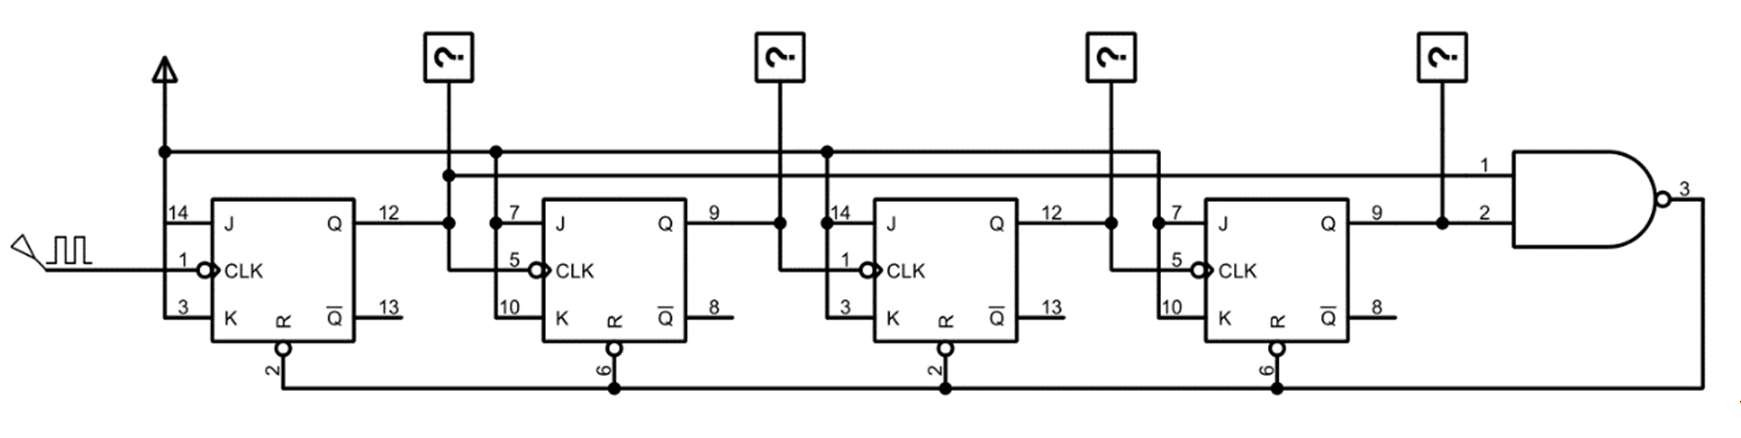 ? ? ? ?
1
3
14 J Q 12 7 J Q 9 14 J Q 12 7 J Q 9 2
1 CLK 5 CLK 1 CLK 5 CLK
3 K R Q 13 10 K R Q 8 3 K R Q 13 10 K R Q 8
2 6 2 6